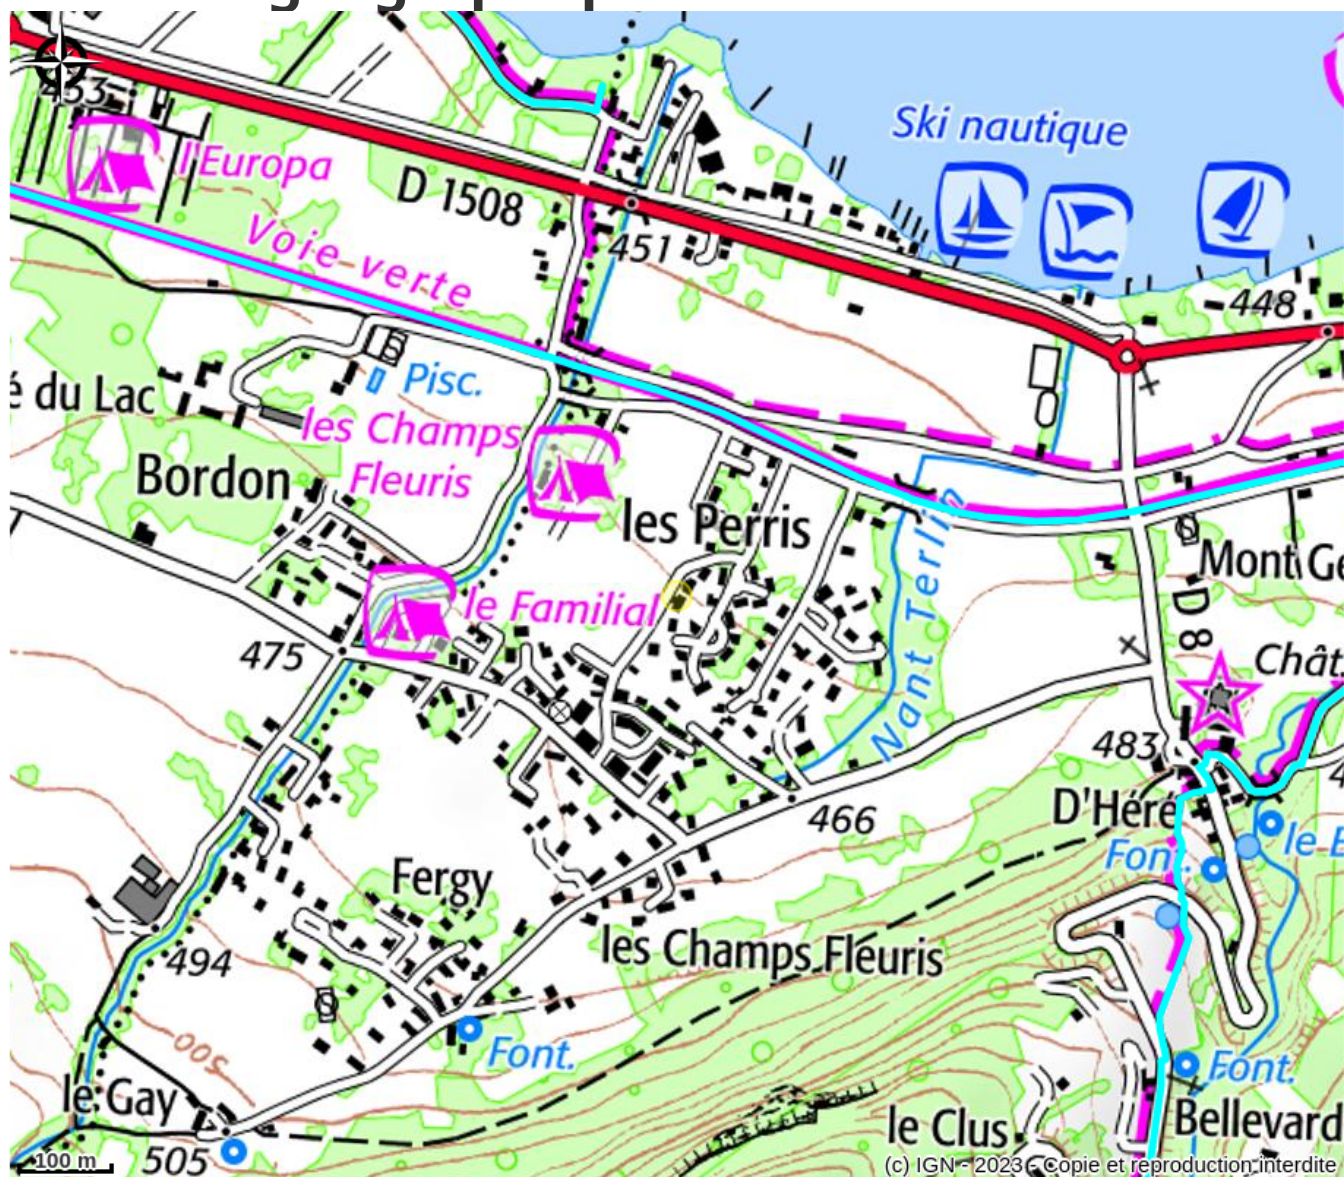 453
Ski nautique
l'Europa
D 1508
451
Voie verte
448
Pisc.
é du Lac
les Champs
Fleuris
Bordon
les Perris
Nant Terlin
Mont Ge
D 8
le Familial
475
Chât.
483
466
D'Héré
Font.
le B
Fergy
les Champs Fleuris
494
500
Font.
Font.
le Gay
le Clus
Bellevard
505
100 m
(c) IGN - 2023 - Copie et reproduction interdite